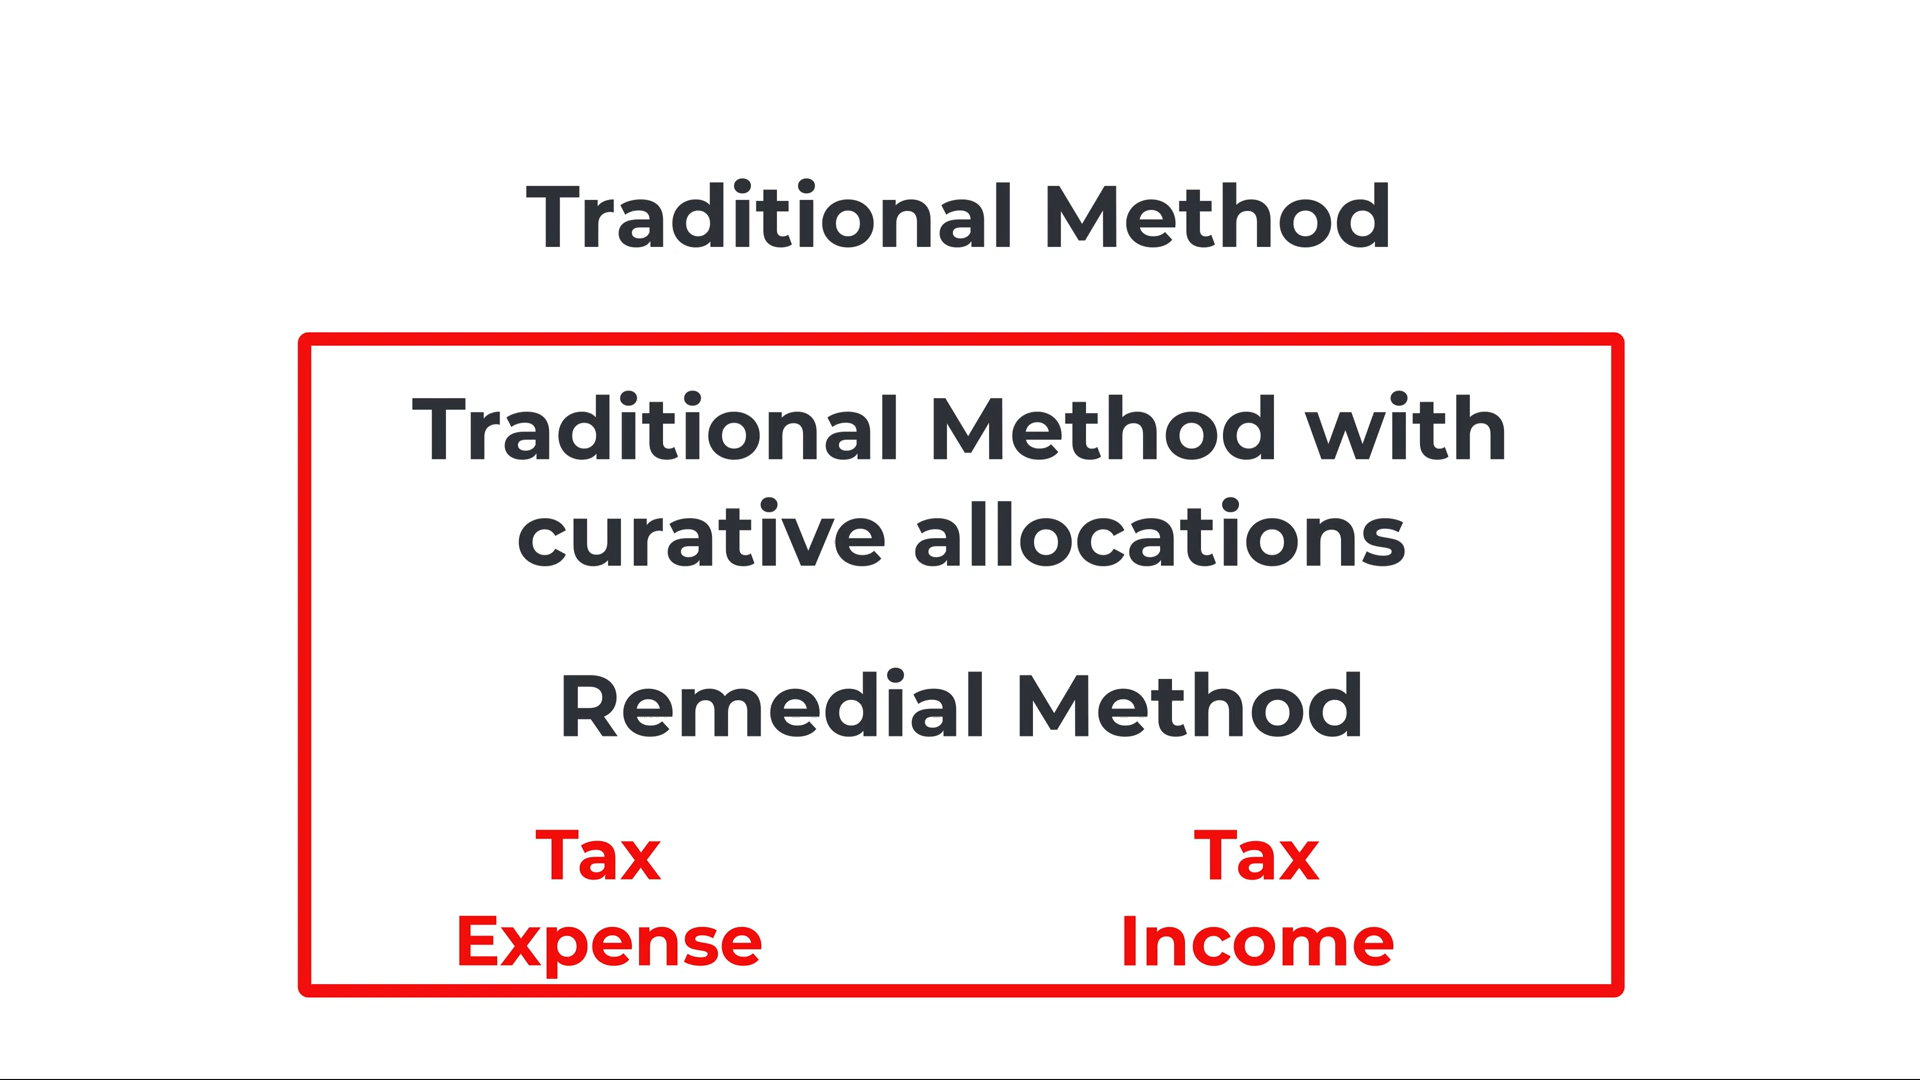 Traditional Method
Traditional Method with
curative allocations
Remedial Method
Tax
Expense
Tax
Income